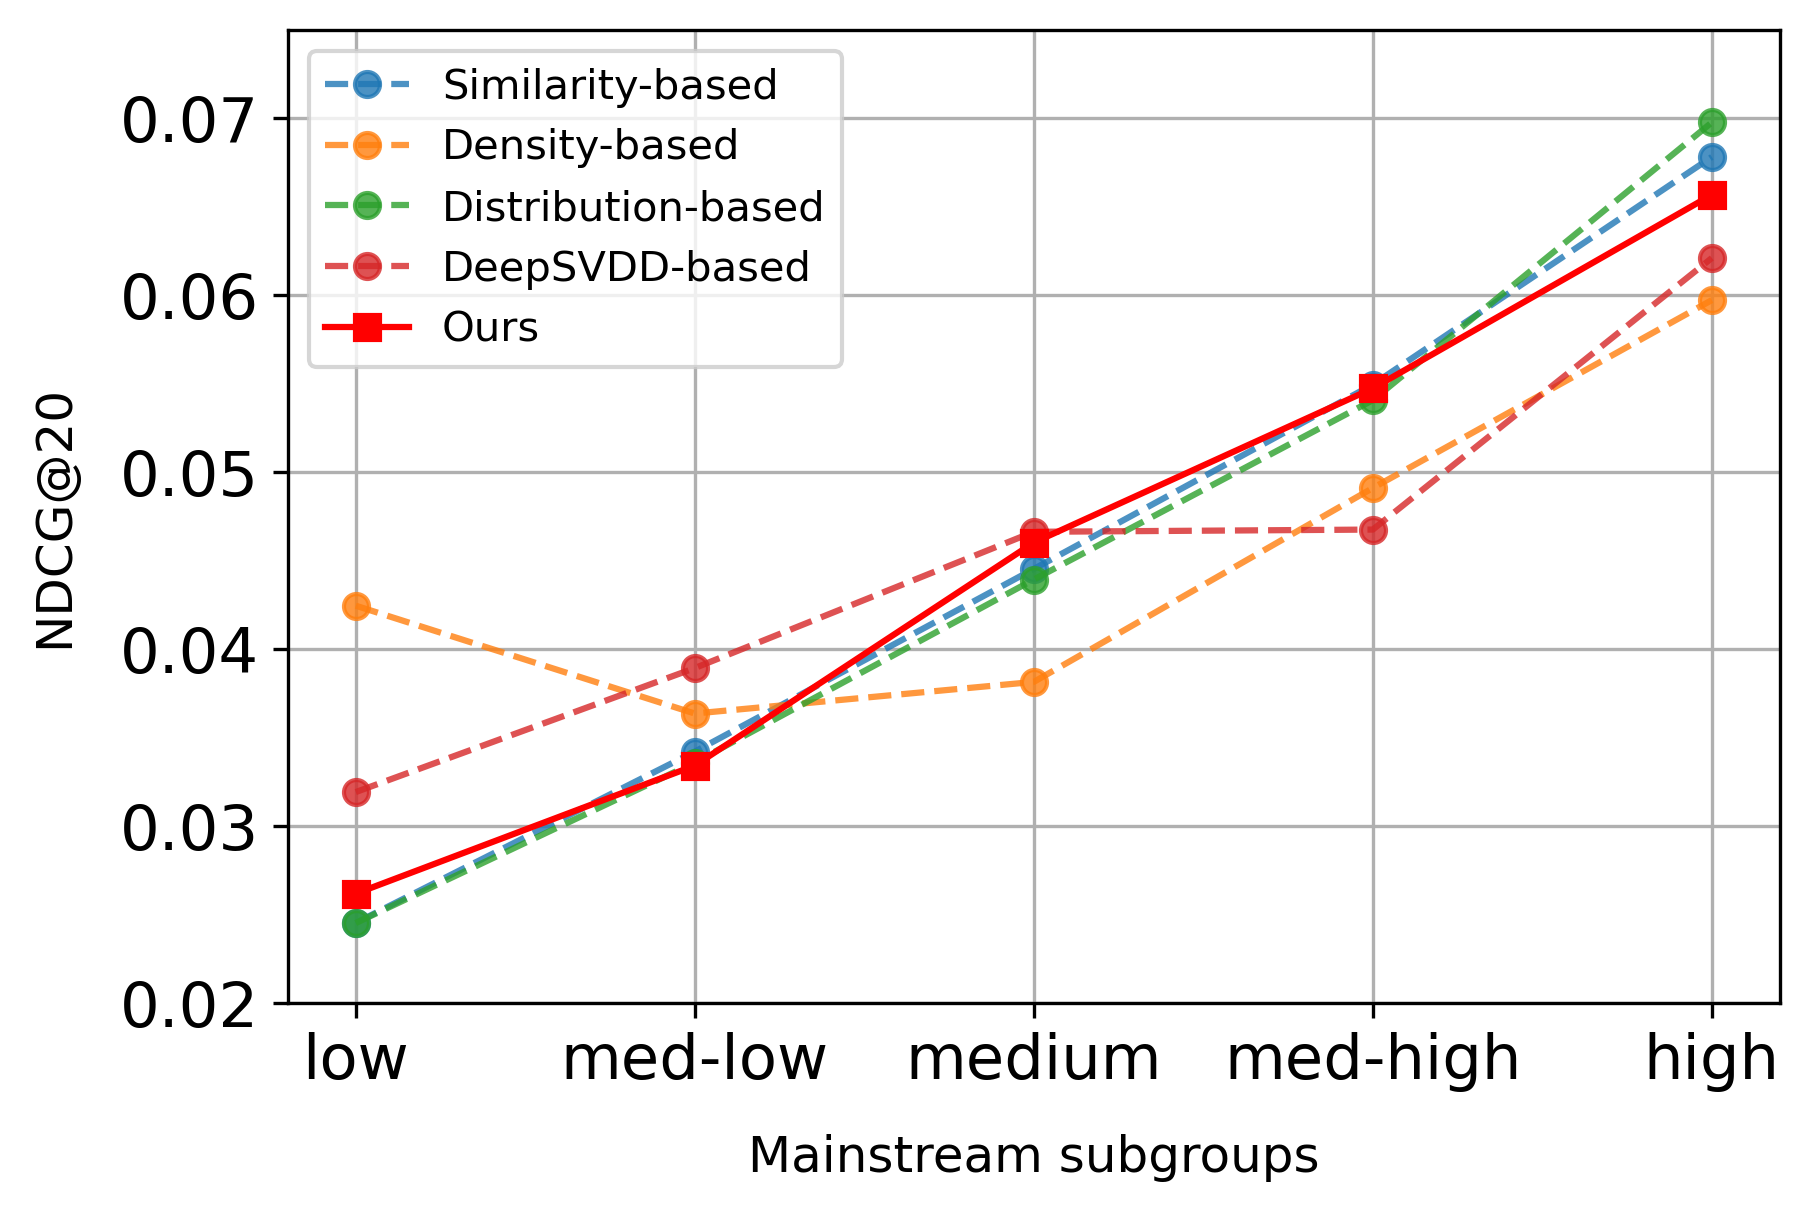 Similarity-based
Density-based
Distribution-based
DeepSVDD-based
Ours
NDCG@20
0.07
0.06
0.05
0.04
0.03
0.02
low med-low medium med-high high
Mainstream subgroups